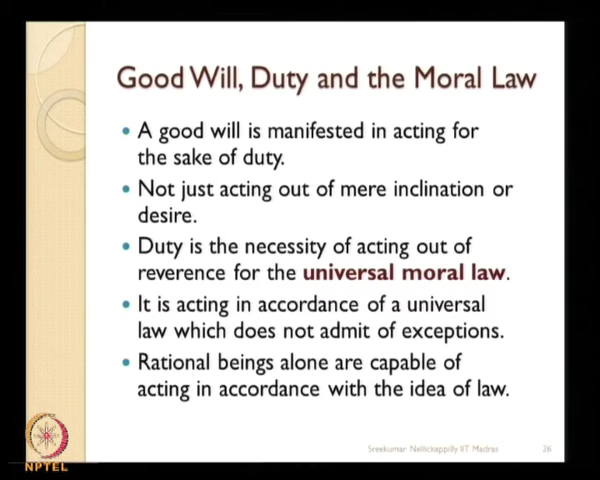 Good Will, Duty and the Moral Law
• A good will is manifested in acting for
the sake of duty.
• Not just acting out of mere inclination or
desire.
• Duty is the necessity of acting out of
reverence for the universal moral law.
• It is acting in accordance of a universal
law which does not admit of exceptions.
• Rational beings alone are capable of
acting in accordance with the idea of law.
Sreekumar Nellickappilly IIT Madras 26
NPTEL